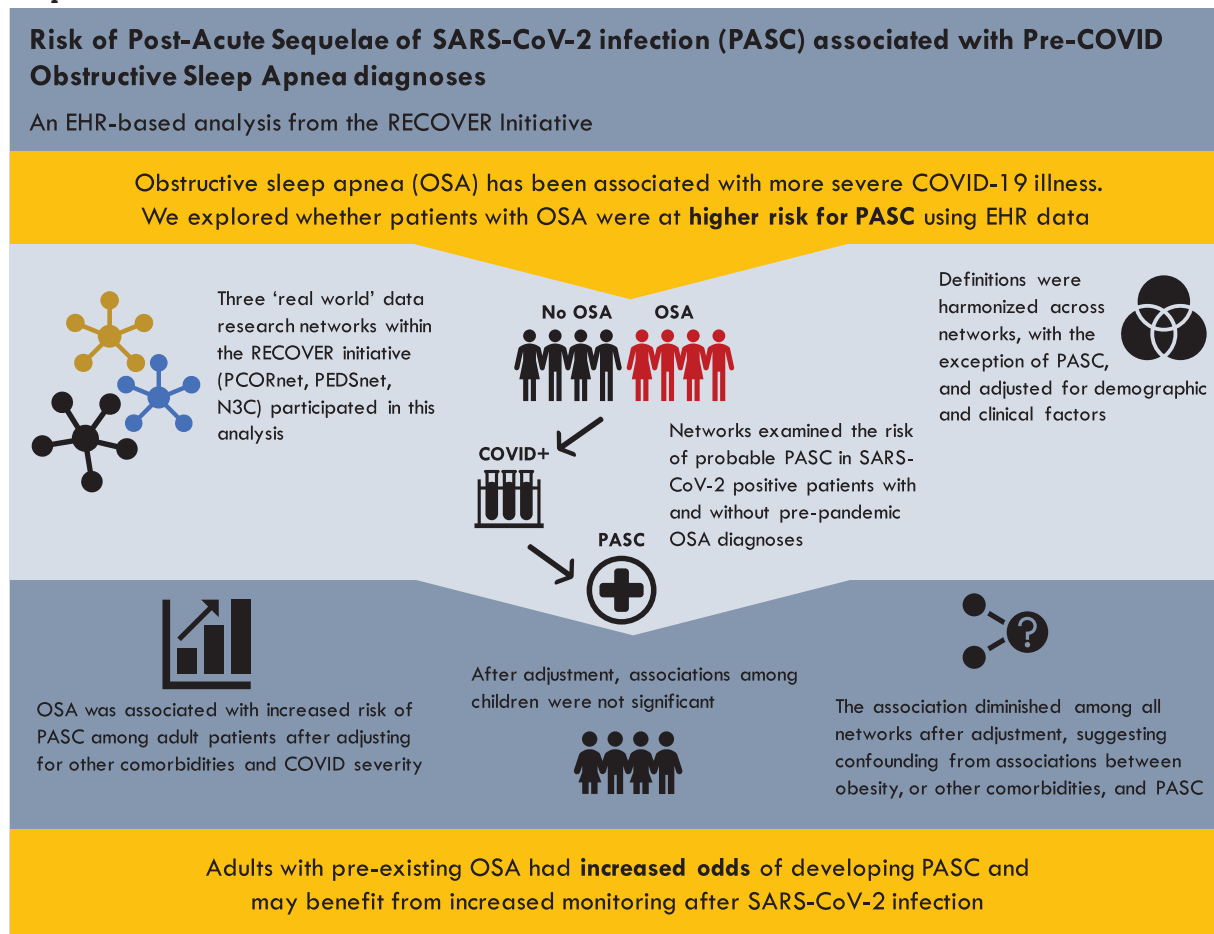 Risk of Post-Acute Sequelae of SARS-CoV-2 infection (PASC) associated with Pre-COVID
Obstructive Sleep Apnea diagnoses
An EHR-based analysis from the RECOVER Initiative
Obstructive sleep apnea (OSA) has been associated with more severe COVID-19 illness.
We explored whether patients with OSA were at higher risk for PASC using EHR data
Three ‘real world’ data
research networks within
the RECOVER initiative
(PCORnet, PEDSnet,
N3C) participated in this
analysis
No OSA
OSA
COVID+
PASC
Networks examined the risk
of probable PASC in SARS-
CoV-2 positive patients with
and without pre-pandemic
OSA diagnoses
Definitions were
harmonized across
networks, with the
exception of PASC,
and adjusted for demographic
and clinical factors
OSA was associated with increased risk of
PASC among adult patients after adjusting
for other comorbidities and COVID severity
After adjustment, associations among
children were not significant
?
The association diminished among all
networks after adjustment, suggesting
confounding from associations between
obesity, or other comorbidities, and PASC
Adults with pre-existing OSA had increased odds of developing PASC and
may benefit from increased monitoring after SARS-CoV-2 infection